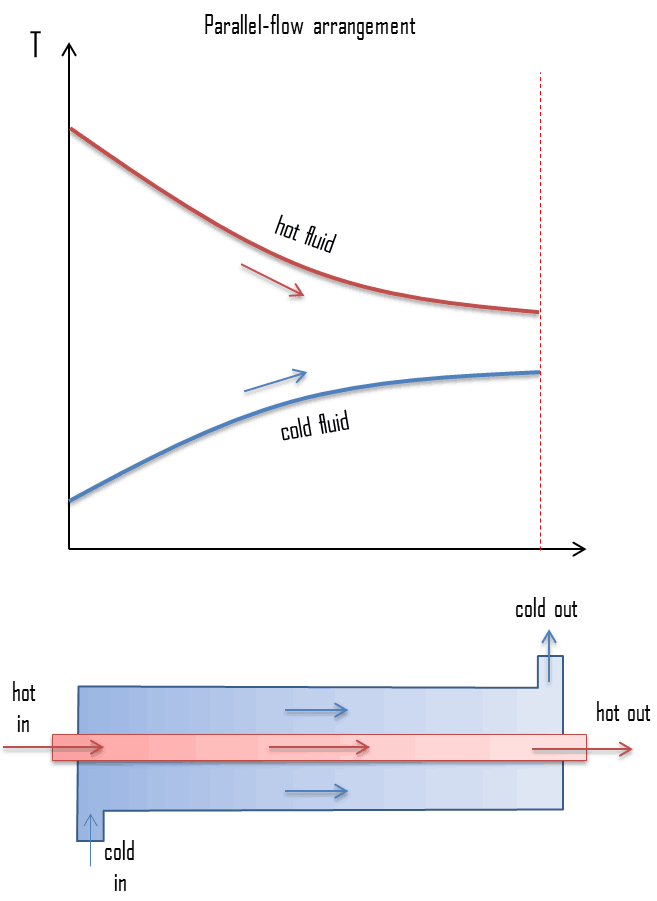 Parallel-flow arrangement
T
hot fluid
cold fluid
cold out
hot
in
hot out
cold
in